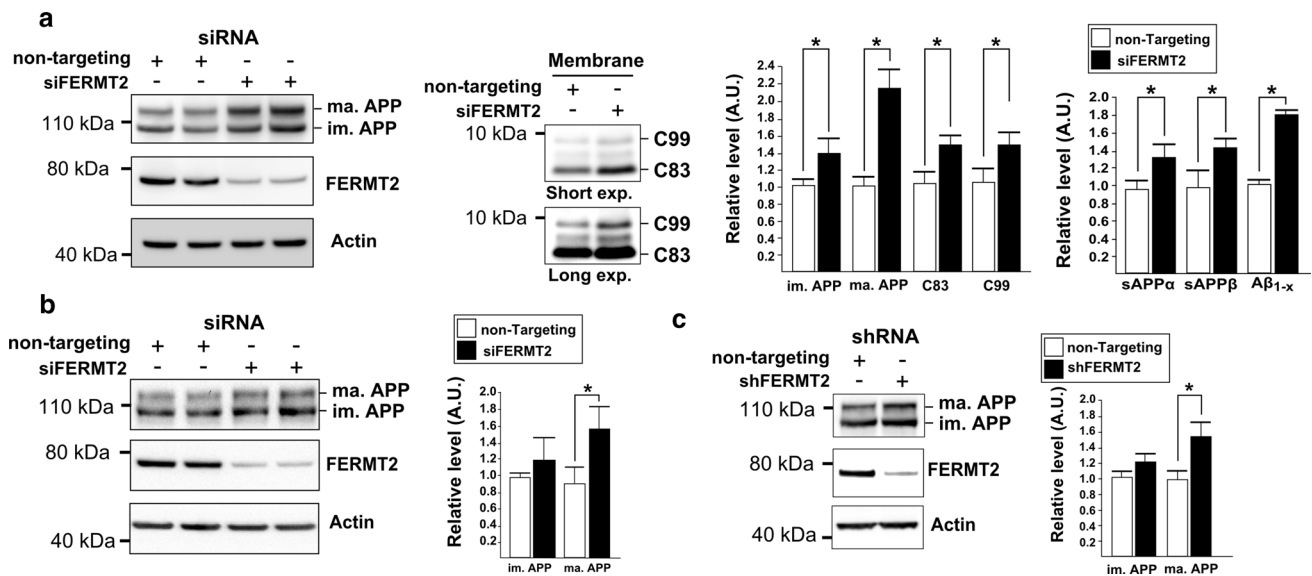 a
siRNA
non-targeting + + - -
siFERMT2 - - + +
ma. APP
110 kDa
im. APP
80 kDa
FERMT2
Actin
40 kDa
Membrane
non-targeting + -
siFERMT2 - +
10 kDa
C99
C83
Short exp.
10 kDa
C99
C83
Long exp.
Relative level (A.U.)
2.4
2.2
2.0
1.8
1.6
1.4
1.2
1.0
0.8
0.6
0.4
0.2
* * * *
im. APP ma. APP C83 C99
non-Targeting
siFERMT2
Relative level (A.U.)
2.0
1.8
1.6
1.4
1.2
1.0
0.8
0.6
0.4
0.2
* * *
sAPPα sAPPβ Aβ1-x
b
siRNA
non-targeting + + - -
siFERMT2 - - + +
ma. APP
110 kDa
im. APP
80 kDa
FERMT2
Actin
40 kDa
non-Targeting
siFERMT2
Relative level (A.U.)
2.0
1.8
1.6
1.4
1.2
1.0
0.8
0.6
0.4
0.2
*
im. APP ma. APP
c
shRNA
non-targeting + -
shFERMT2 - +
110 kDa
ma. APP
im. APP
80 kDa
FERMT2
40 kDa
Actin
non-Targeting
shFERMT2
Relative level (A.U.)
2.0
1.8
1.6
1.4
1.2
1.0
0.8
0.6
0.4
0.2
*
im. APP ma. APP